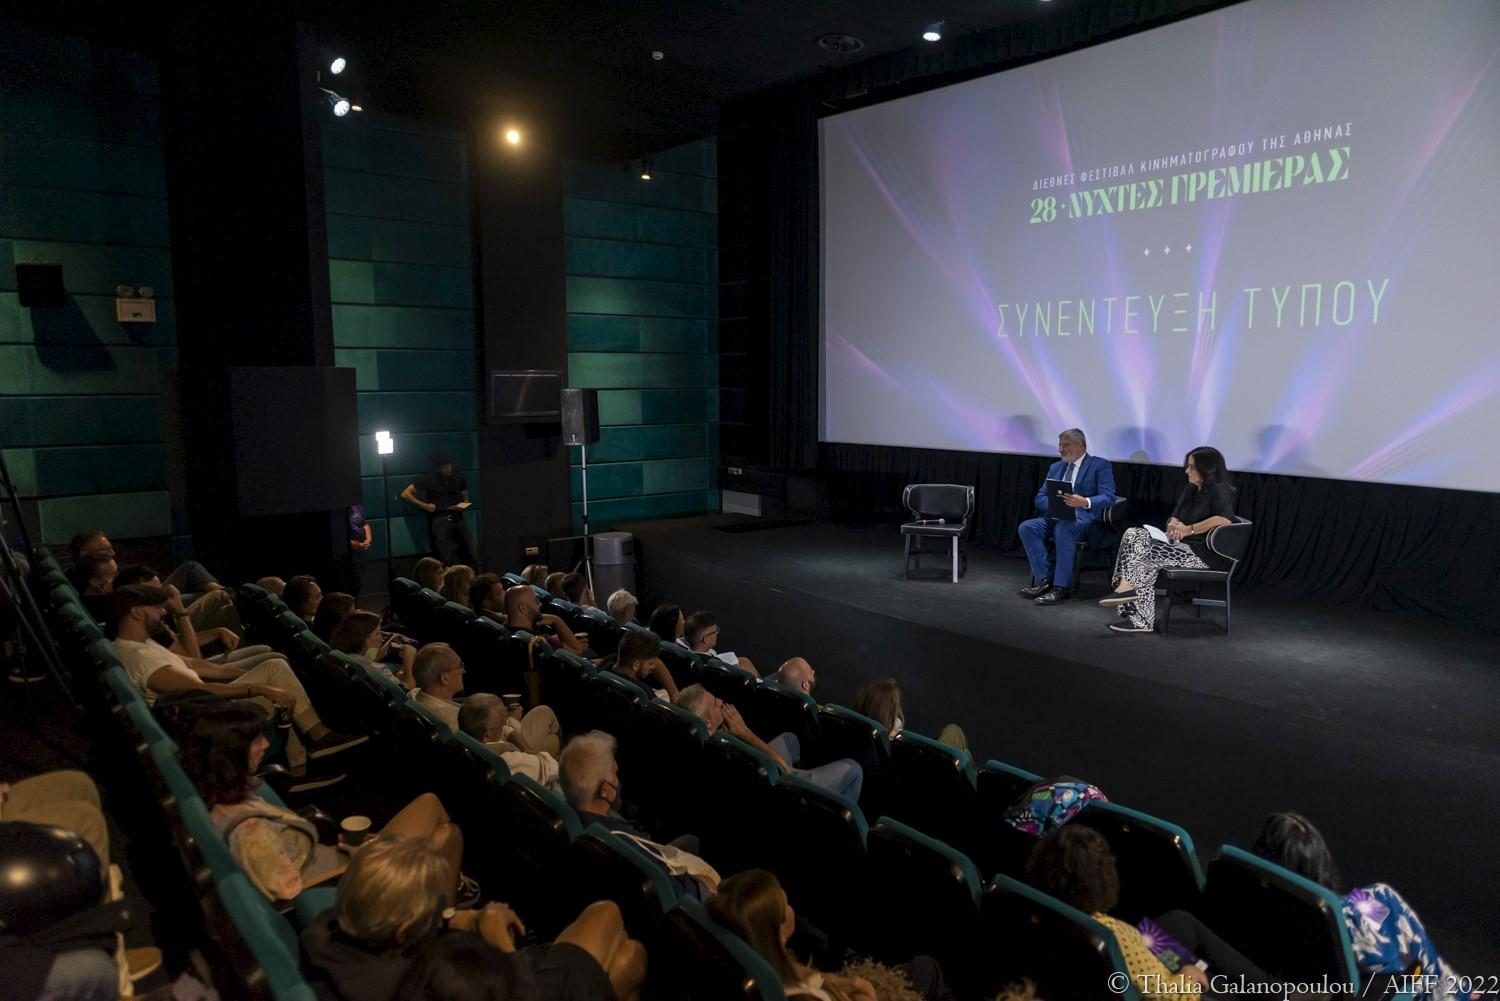 ΔΙΕΘΝΕΣ ΦΕΣΤΙΒΑΛ ΚΙΝΗΜΑΤΟΓΡΑΦΟΥ ΤΗΣ ΑΘΗΝΑΣ
28 ΝΥΧΤΕΣ ΠΡΕΜΙΕΡΑΣ
ΣΥΝΕΝΤΕΥΞΗ ΤΥΠΟΥ
© Thalia Galanopoulou / AIFF 2022